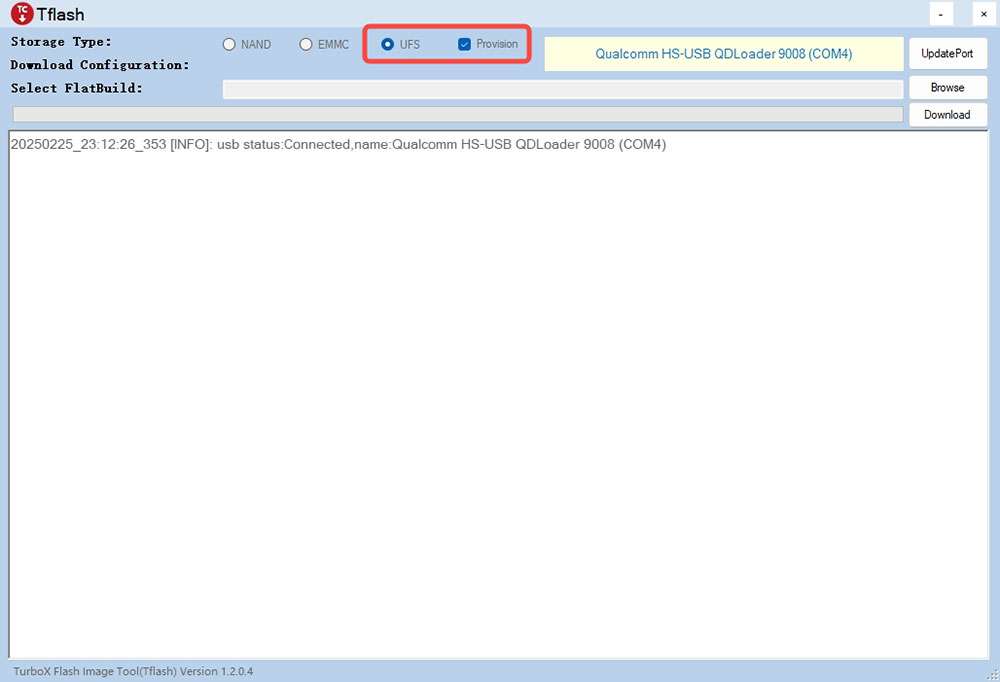 TC
Tflash
- ×
Storage Type:
NAND EMMC UFS Provision
Qualcomm HS-USB QDLoader 9008 (COM4)
UpdatePort
Download Configuration:
Select FlatBuild:
Browse
Download
20250225_23:12:26_353 [INFO]: usb status:Connected,name:Qualcomm HS-USB QDLoader 9008 (COM4)
TurboX Flash Image Tool(Tflash) Version 1.2.0.4